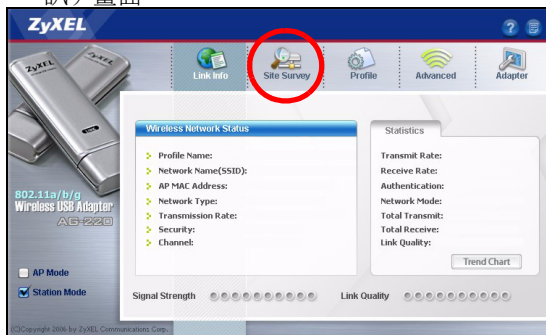 ZyXEL
Link Info
Site Survey
Profile
Advanced
Adapter
ZyXEL
ZyXEL
Wireless Network Status
Profile Name:
Network Name(SSID):
AP MAC Address:
Network Type:
Transmission Rate:
Security:
Channel:
Statistics
Transmit Rate:
Receive Rate:
Authentication:
Network Mode:
Total Transmit:
Total Receive:
Link Quality:
Trend Chart
802.11a/b/g
Wireless USB Adapter
AG-220
AP Mode
Station Mode
Signal Strength
Link Quality
(C)Copyright 2006 by ZyXEL Communications Corp.